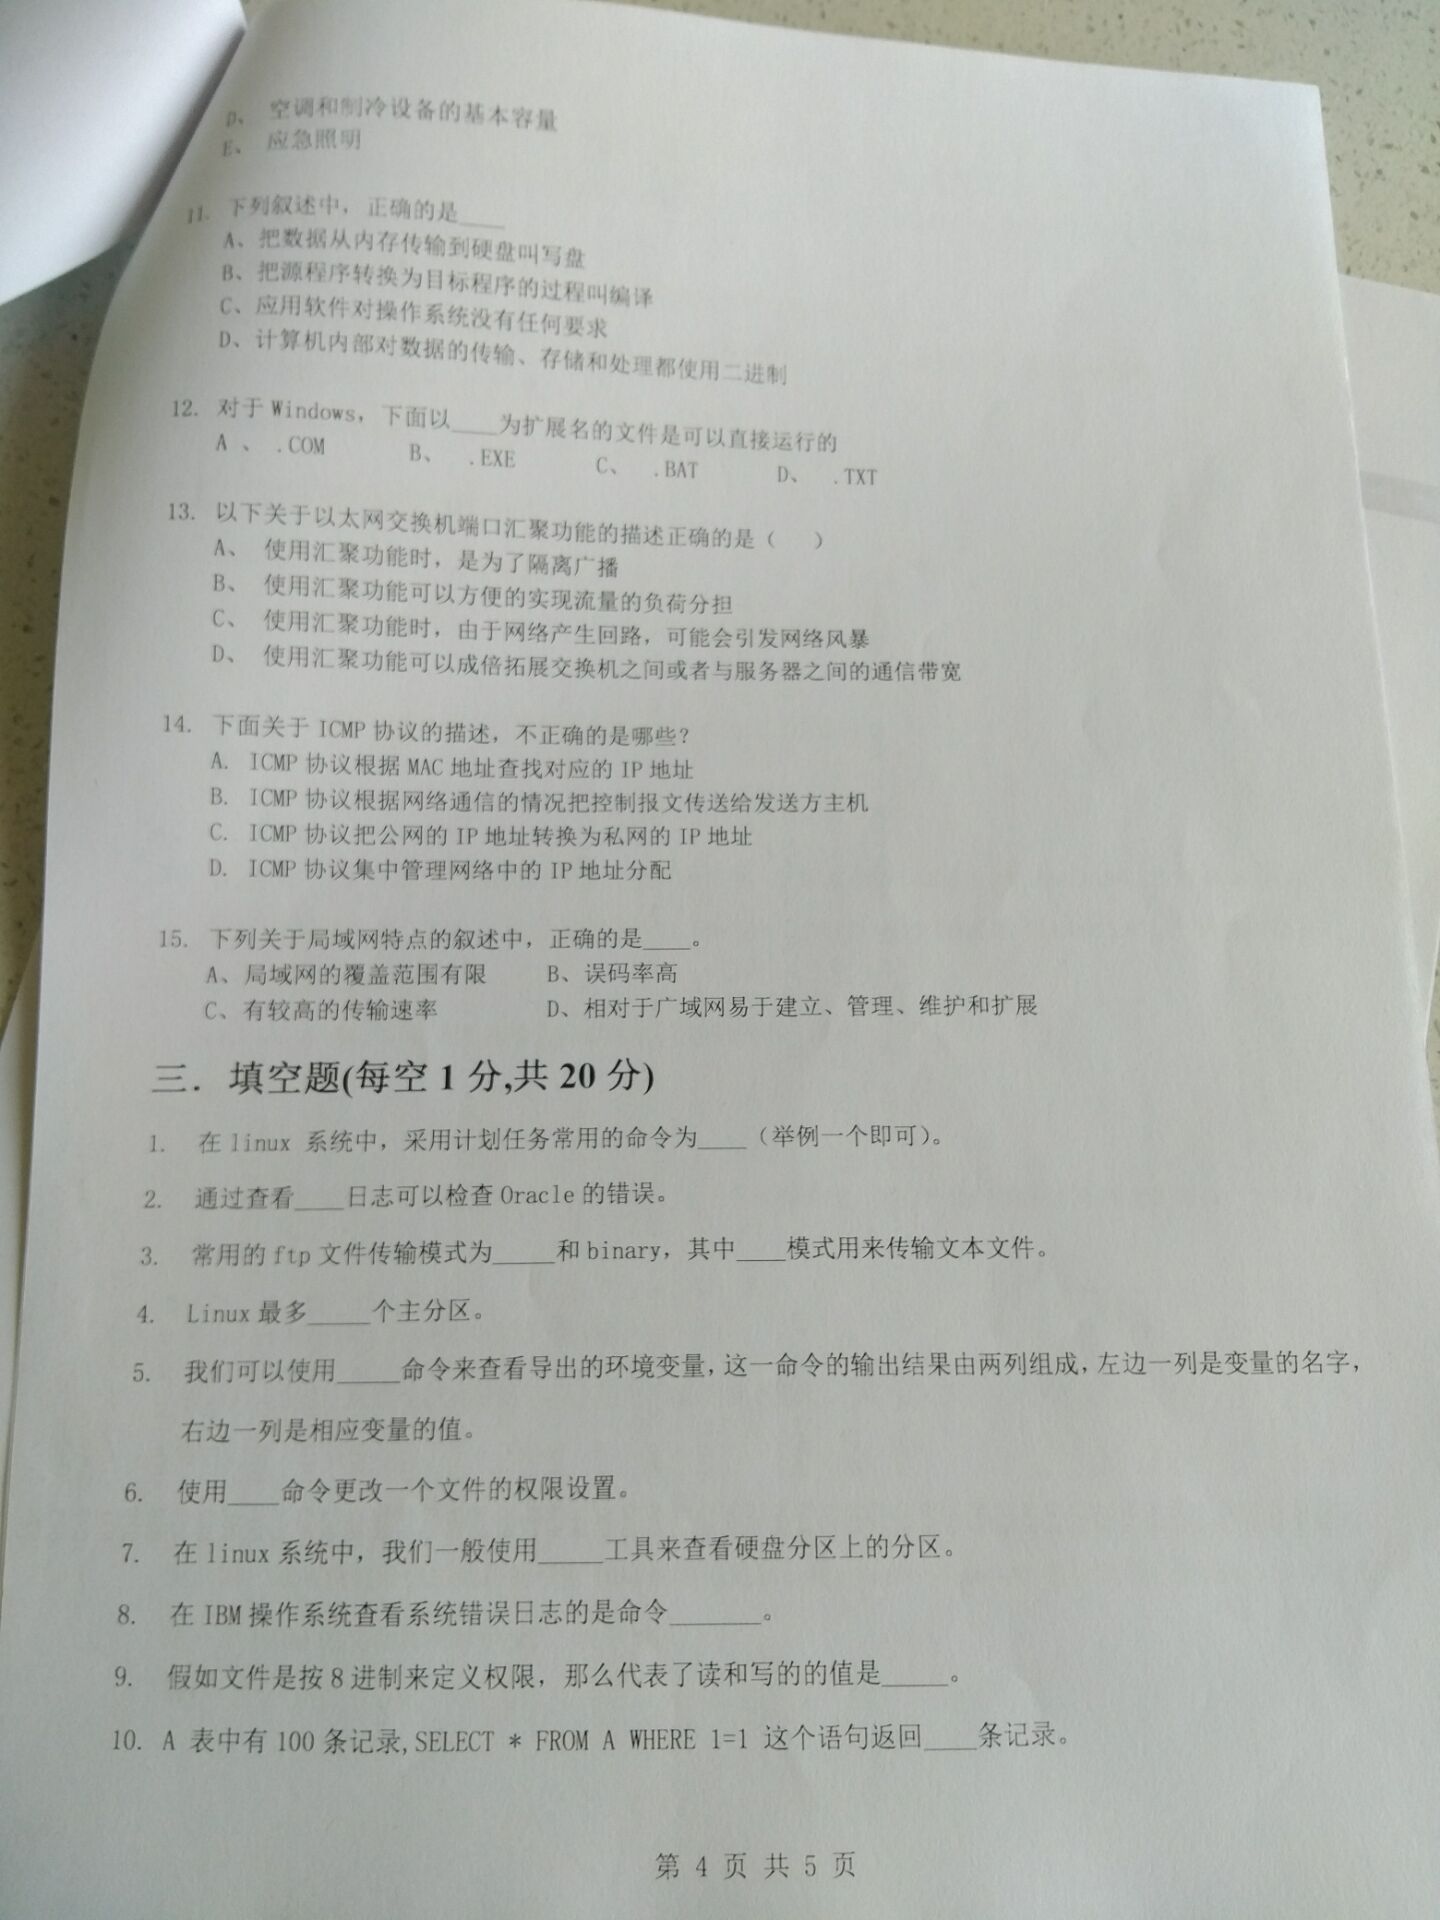 D、 空调和制冷设备的基本容量
E、 应急照明
11. 下列叙述中，正确的是____
A、把数据从内存传输到硬盘叫写盘
B、把源程序转换为目标程序的过程叫编译
C、应用软件对操作系统没有任何要求
D、计算机内部对数据的传输、存储和处理都使用二进制
12. 对于Windows，下面以____为扩展名的文件是可以直接运行的
A 、 .COM B、 .EXE C、 .BAT D、 .TXT
13. 以下关于以太网交换机端口汇聚功能的描述正确的是（ ）
A、 使用汇聚功能时，是为了隔离广播
B、 使用汇聚功能可以方便的实现流量的负荷分担
C、 使用汇聚功能时，由于网络产生回路，可能会引发网络风暴
D、 使用汇聚功能可以成倍拓展交换机之间或者与服务器之间的通信带宽
14. 下面关于 ICMP 协议的描述，不正确的是哪些？
A. ICMP 协议根据 MAC 地址查找对应的 IP 地址
B. ICMP 协议根据网络通信的情况把控制报文传送给发送方主机
C. ICMP 协议把公网的 IP 地址转换为私网的 IP 地址
D. ICMP 协议集中管理网络中的 IP 地址分配
15. 下列关于局域网特点的叙述中，正确的是____。
A、局域网的覆盖范围有限 B、误码率高
C、有较高的传输速率 D、相对于广域网易于建立、管理、维护和扩展
三．填空题(每空 1 分,共 20 分)
1. 在 linux 系统中，采用计划任务常用的命令为____（举例一个即可）。
2. 通过查看____日志可以检查 Oracle 的错误。
3. 常用的 ftp 文件传输模式为_____和 binary，其中____模式用来传输文本文件。
4. Linux 最多_____个主分区。
5. 我们可以使用_____命令来查看导出的环境变量，这一命令的输出结果由两列组成，左边一列是变量的名字，
右边一列是相应变量的值。
6. 使用____命令更改一个文件的权限设置。
7. 在 linux 系统中，我们一般使用_____工具来查看硬盘分区上的分区。
8. 在 IBM 操作系统查看系统错误日志的是命令_______。
9. 假如文件是按 8 进制来定义权限，那么代表了读和写的的值是_____。
10. A 表中有 100 条记录,SELECT * FROM A WHERE 1=1 这个语句返回____条记录。
第 4 页 共 5 页